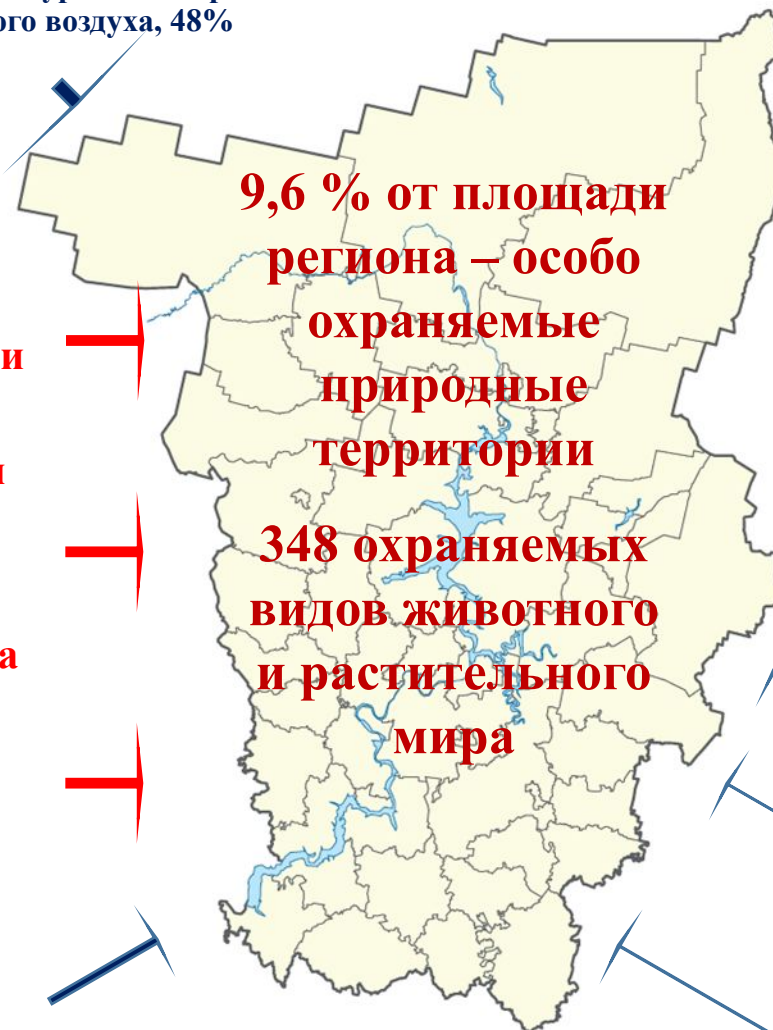 ого воздуха, 48%
9,6 % от площади
региона – особо
охраняемые
природные
территории
и
348 охраняемых
видов животного
и растительного
мира
а